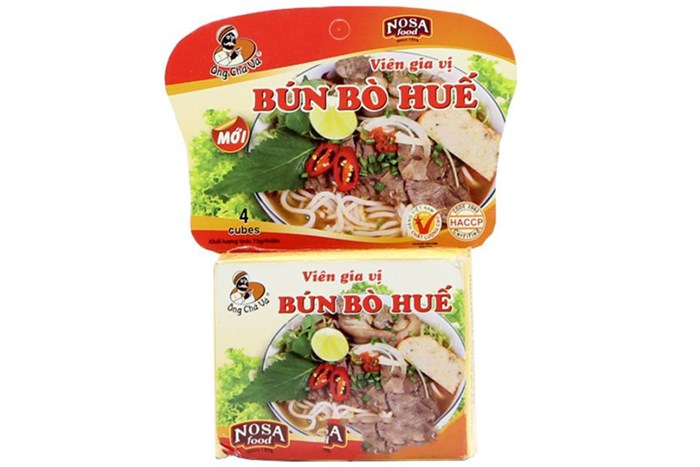 Ông Chà Và®
NOSA
food
Viên gia vị
BÚN BÒ HUẾ
MỚI
4
cubes
HACCP
Ông Chà Và®
Viên gia vị
BÚN BÒ HUẾ
NOSA
food
A